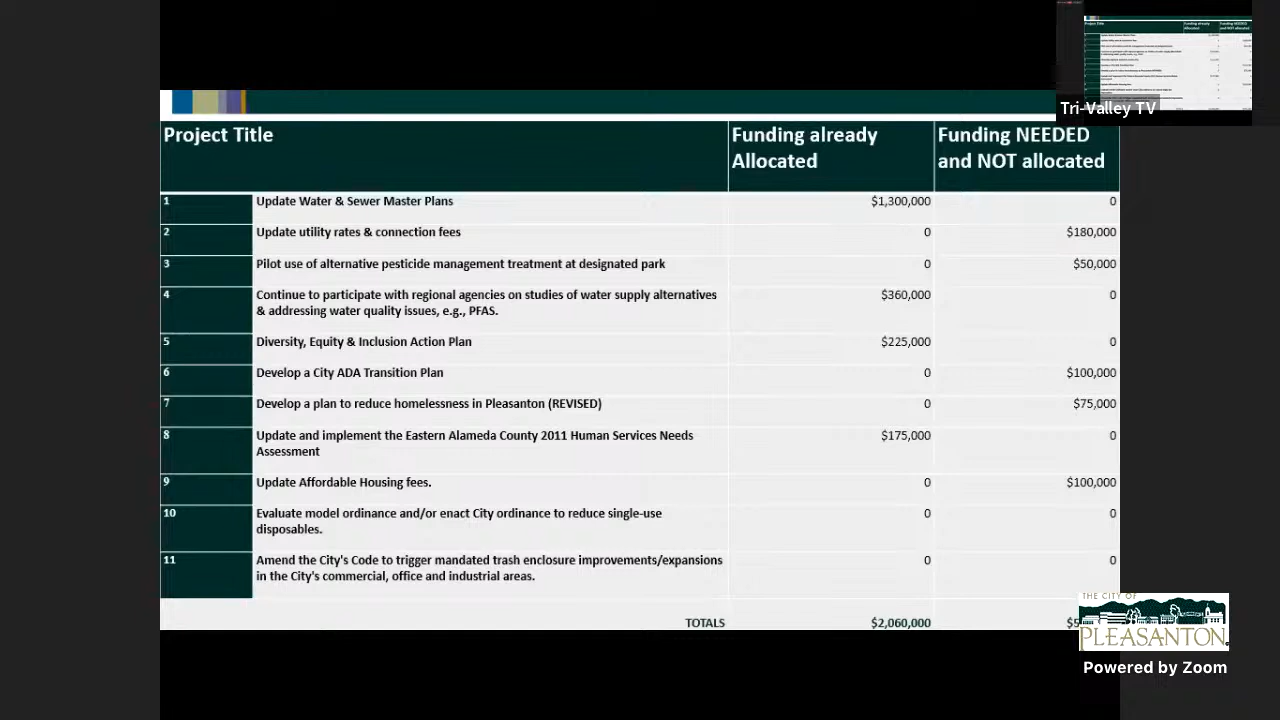 Tri-Valley TV
Project Title Funding already Allocated Funding NEEDED and NOT allocated
1 Update Water & Sewer Master Plans $1,300,000 0
2 Update utility rates & connection fees 0 $180,000
3 Pilot use of alternative pesticide management treatment at designated park 0 $50,000
4 Continue to participate with regional agencies on studies of water supply alternatives $360,000 0
& addressing water quality issues, e.g., PFAS.
5 Diversity, Equity & Inclusion Action Plan $225,000 0
6 Develop a City ADA Transition Plan 0 $100,000
7 Develop a plan to reduce homelessness in Pleasanton (REVISED) 0 $75,000
8 Update and implement the Eastern Alameda County 2011 Human Services Needs $175,000 0
Assessment
9 Update Affordable Housing fees. 0 $100,000
10 Evaluate model ordinance and/or enact City ordinance to reduce single-use 0 0
disposables.
11 Amend the City's Code to trigger mandated trash enclosure improvements/expansions 0 0
in the City's commercial, office and industrial areas.
TOTALS $2,060,000
THE CITY OF
PLEASANTON
Powered by Zoom